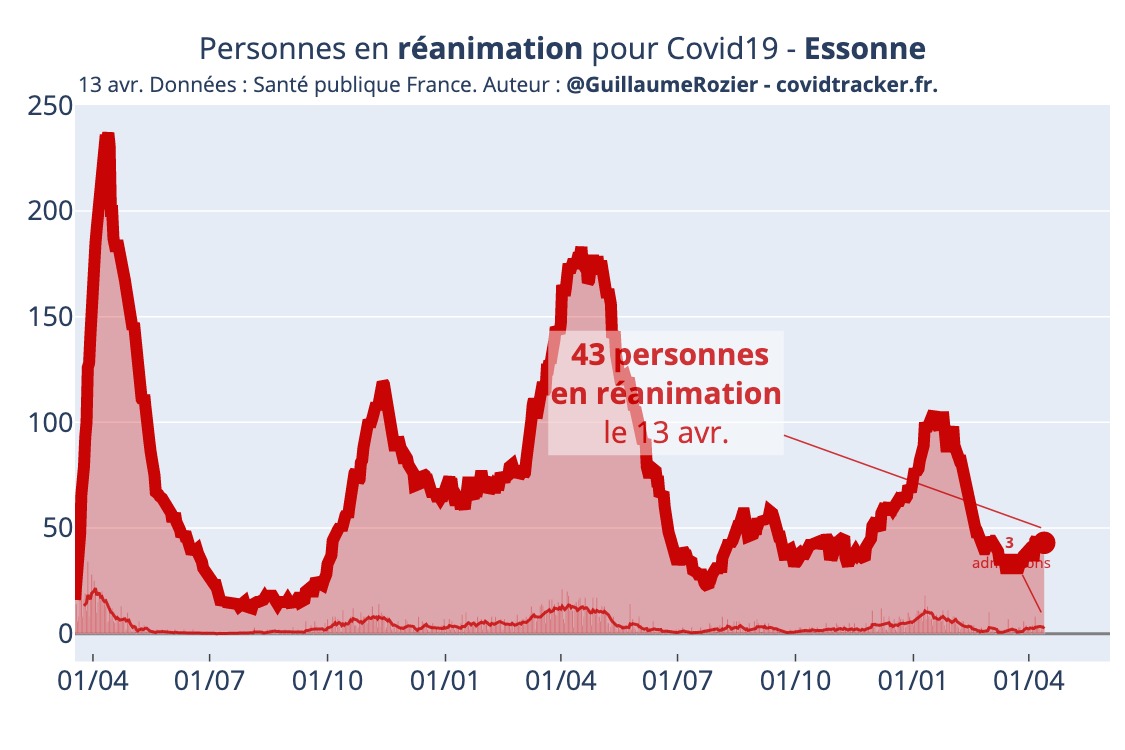 Personnes en réanimation pour Covid19 - Essonne
13 avr. Données : Santé publique France. Auteur : @GuillaumeRozier - covidtracker.fr.
250
200
150
100
50
0
43 personnes
en réanimation
le 13 avr.
3
01/04 01/07 01/10 01/01 01/04 01/07 01/10 01/01 01/04